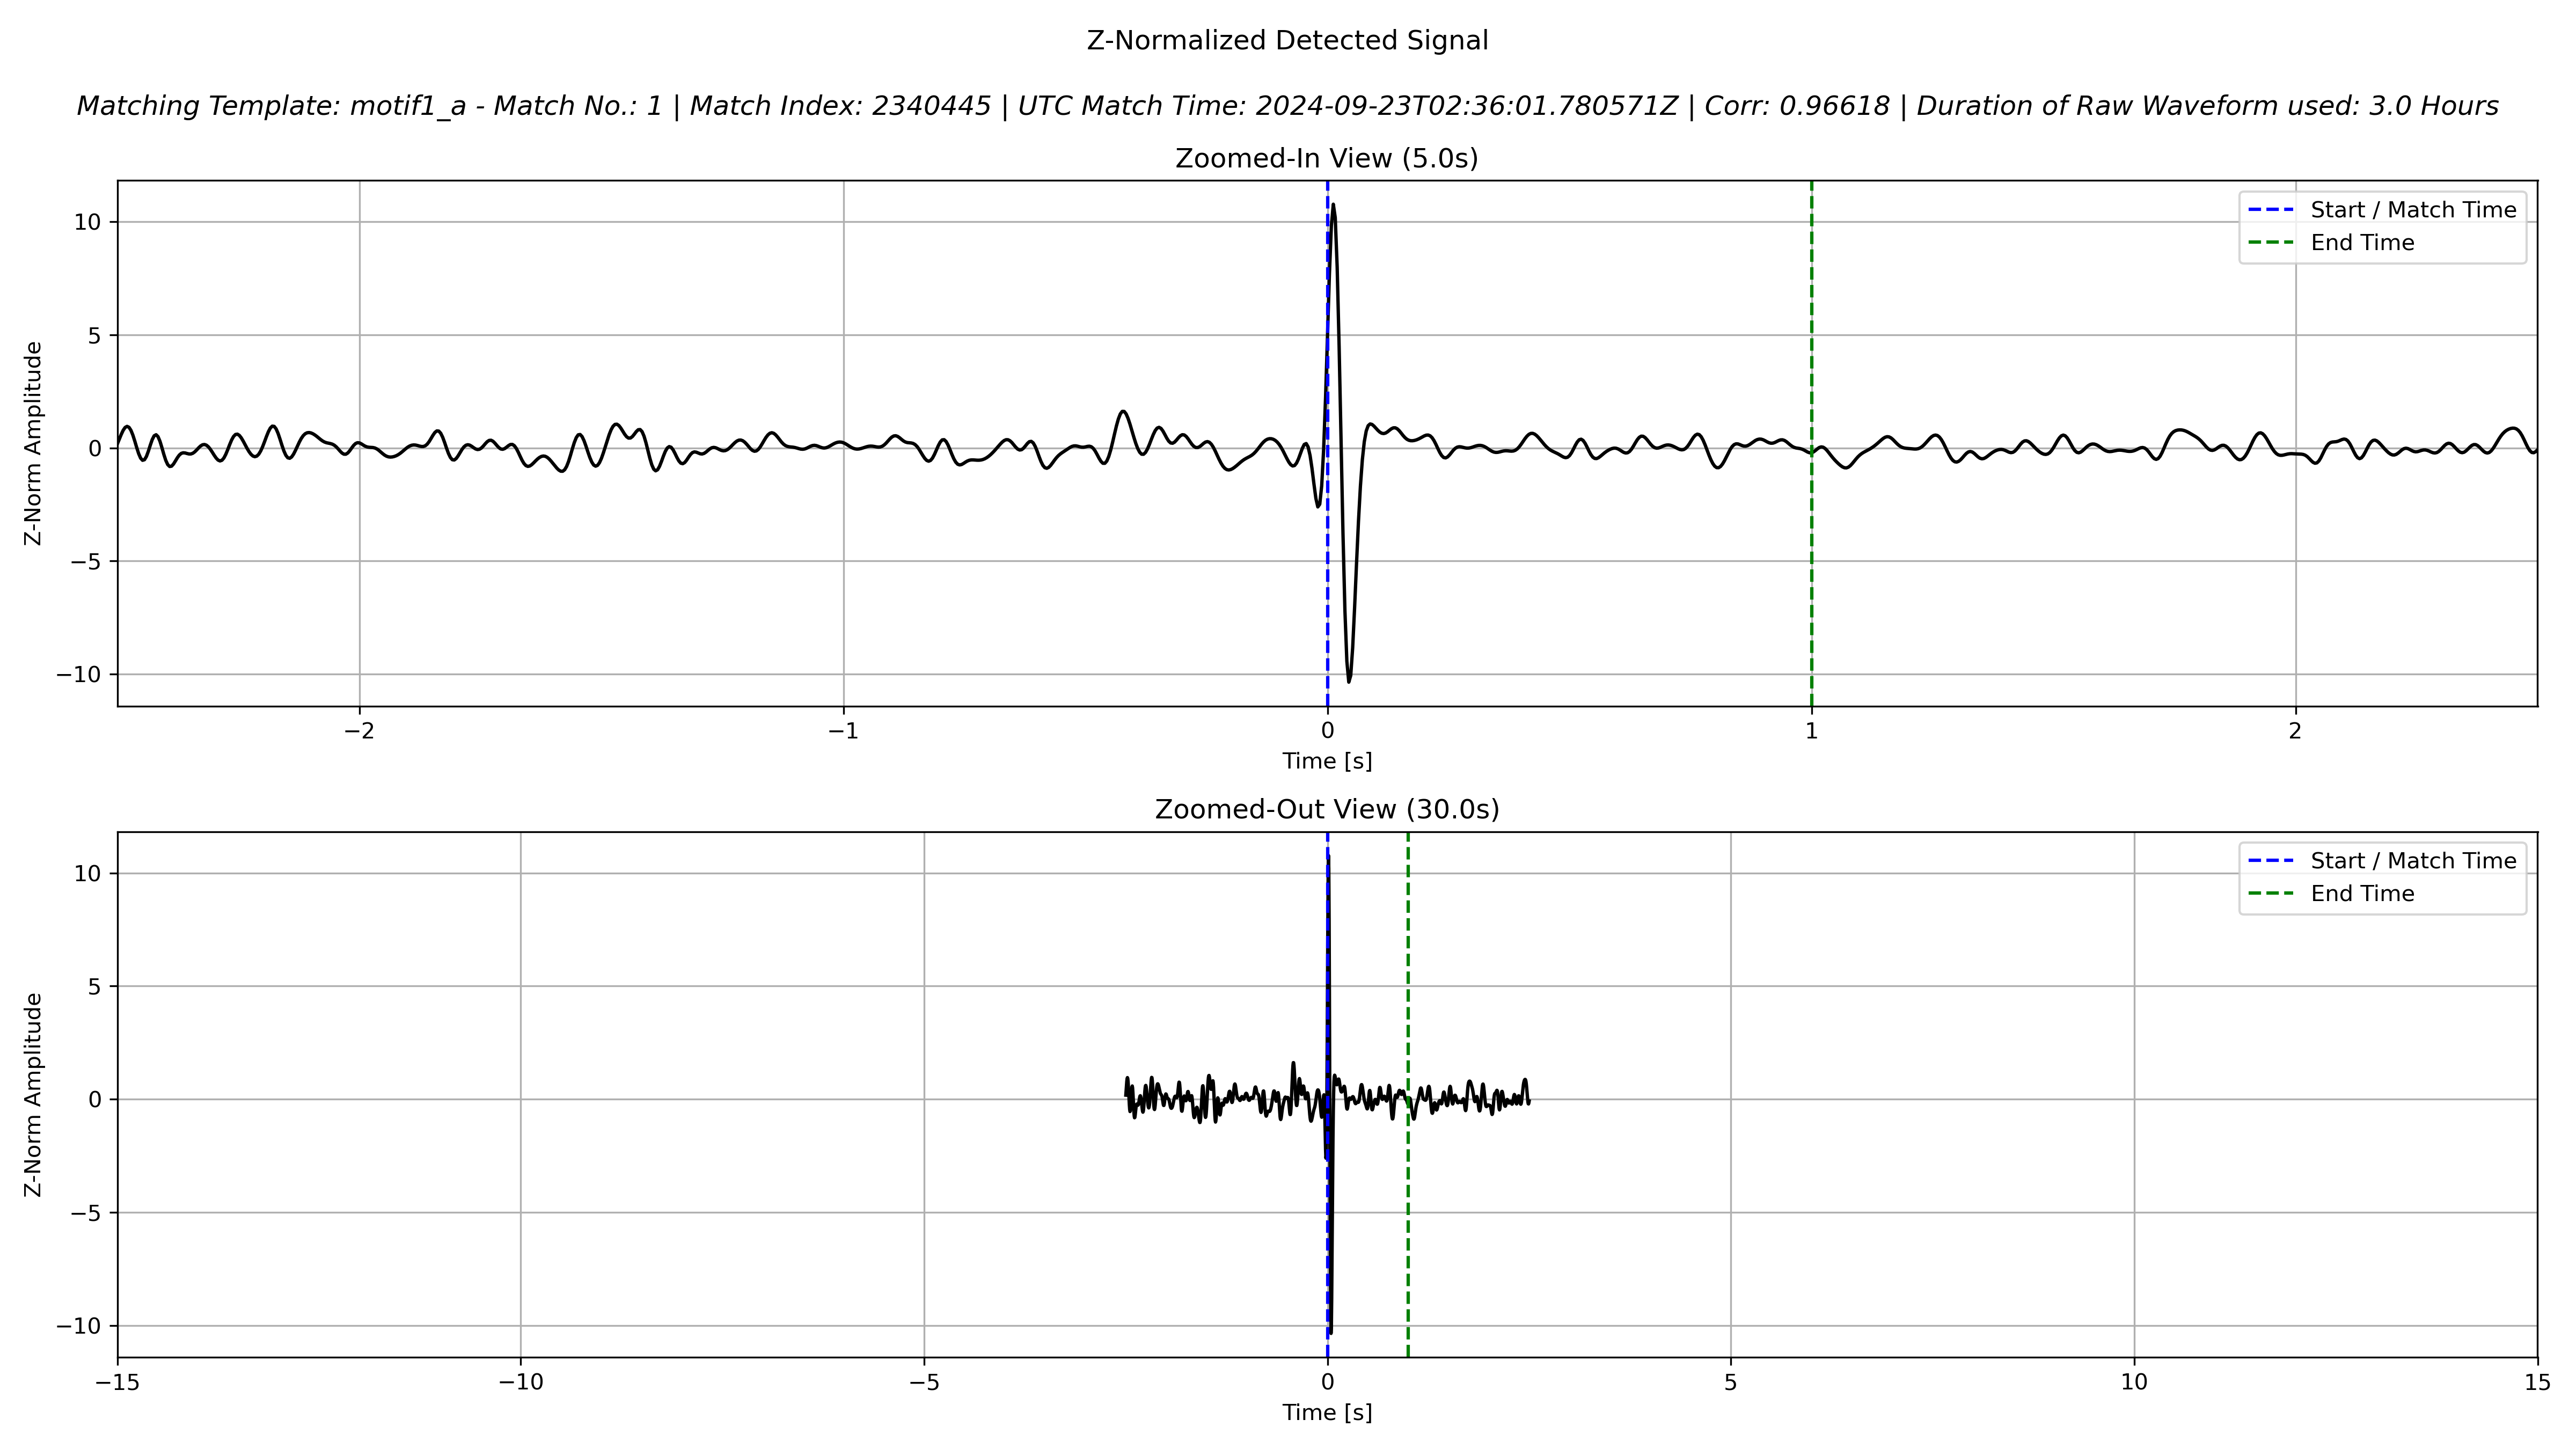 Z-Normalized Detected Signal
Matching Template: motif1_a - Match No.: 1 | Match Index: 2340445 | UTC Match Time: 2024-09-23T02:36:01.780571Z | Corr: 0.96618 | Duration of Raw Waveform used: 3.0 Hours
Zoomed-In View (5.0s)
Z-Norm Amplitude
10
5
0
−5
−10
Start / Match Time
End Time
−2
−1
0
1
2
Time [s]
Zoomed-Out View (30.0s)
Z-Norm Amplitude
10
5
0
−5
−10
Start / Match Time
End Time
−15
−10
−5
0
5
10
15
Time [s]